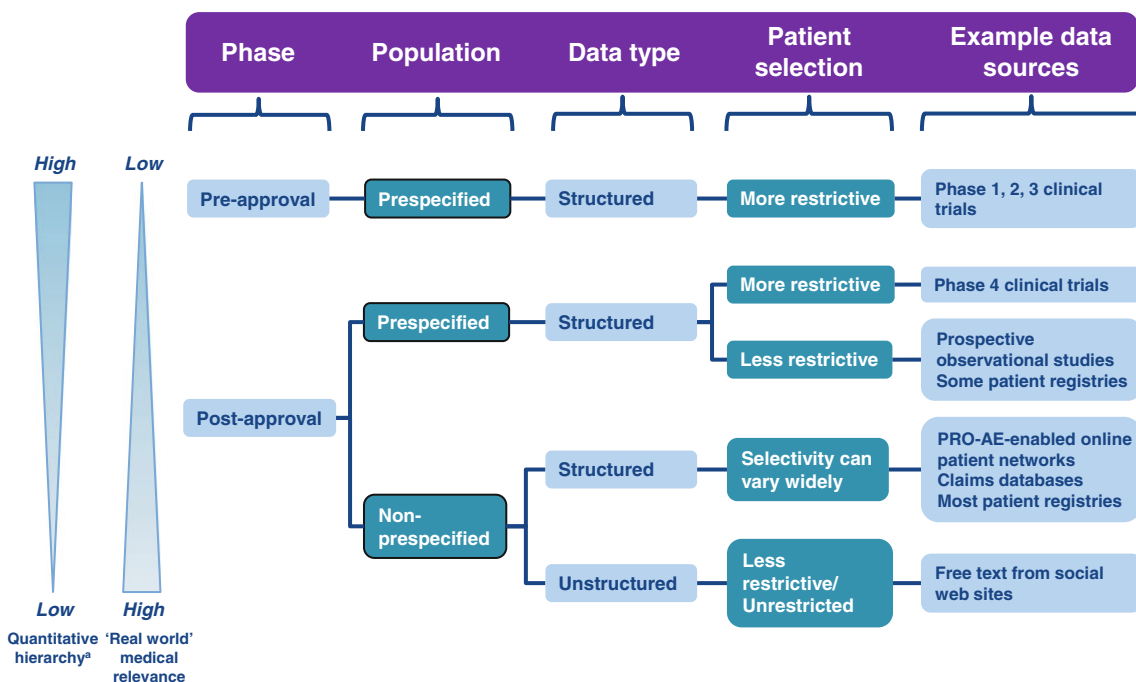 Phase
Population
Data type
Patient
selection
Example data
sources
High
Low
Pre-approval
Prespecified
Structured
More restrictive
Phase 1, 2, 3 clinical
trials
Post-approval
Prespecified
Structured
More restrictive
Phase 4 clinical trials
Less restrictive
Prospective
observational studies
Some patient registries
Non-
prespecified
Structured
Selectivity can
vary widely
PRO-AE-enabled online
patient networks
Claims databases
Most patient registries
Unstructured
Less
restrictive/
Unrestricted
Free text from social
web sites
Low
Quantitative
hierarchyᵃ
High
‘Real world’
medical
relevance